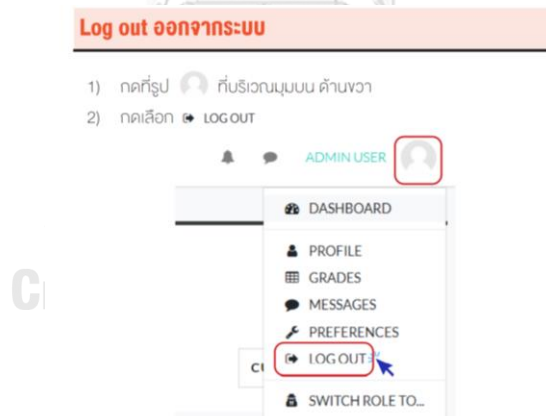 Log out ออกจากระบบ
1) กดที่รูป ที่บริเวณมุมบน ด้านขวา
2) กดเลือก LOG OUT
ADMIN USER
DASHBOARD
PROFILE
GRADES
MESSAGES
PREFERENCES
LOG OUT
SWITCH ROLE TO...